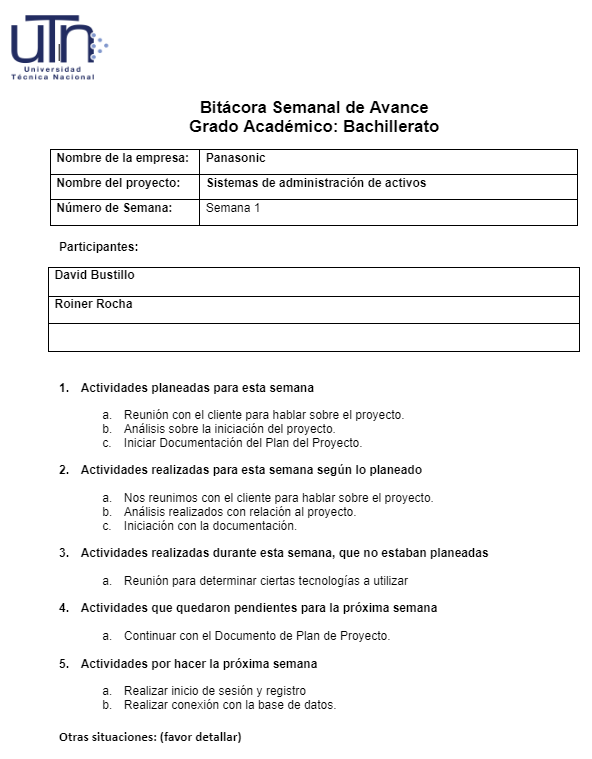 UTN
Universidad
Técnica Nacional
Bitácora Semanal de Avance
Grado Académico: Bachillerato
Nombre de la empresa: Panasonic
Nombre del proyecto: Sistemas de administración de activos
Número de Semana: Semana 1
Participantes:
David Bustillo
Roiner Rocha
1. Actividades planeadas para esta semana
a. Reunión con el cliente para hablar sobre el proyecto.
b. Análisis sobre la iniciación del proyecto.
c. Iniciar Documentación del Plan del Proyecto.
2. Actividades realizadas para esta semana según lo planeado
a. Nos reunimos con el cliente para hablar sobre el proyecto.
b. Análisis realizados con relación al proyecto.
c. Iniciación con la documentación.
3. Actividades realizadas durante esta semana, que no estaban planeadas
a. Reunión para determinar ciertas tecnologías a utilizar
4. Actividades que quedaron pendientes para la próxima semana
a. Continuar con el Documento de Plan de Proyecto.
5. Actividades por hacer la próxima semana
a. Realizar inicio de sesión y registro
b. Realizar conexión con la base de datos.
Otras situaciones: (favor detallar)